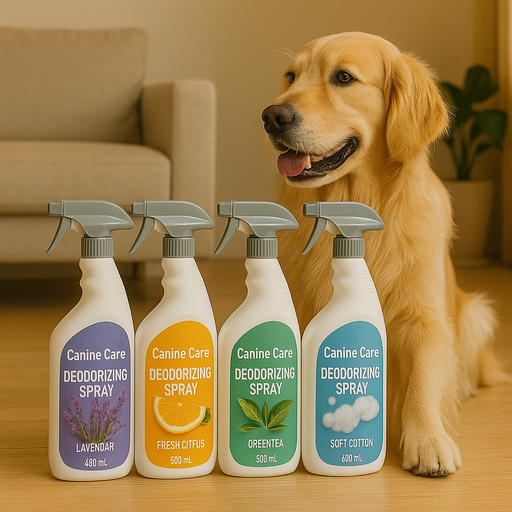 Canine Care
DEODORIZING
SPRAY
LAVENDAR
480 mL
Canine Care
DEODORIZING
SPRAY
FRESH CITFUS
500 mL
Canine Care
DEODORIZING
SPRAY
OREENTEA
500 mL
Canine Care
DEODORIZING
SPRAY
SOFT COTTON
600 mL